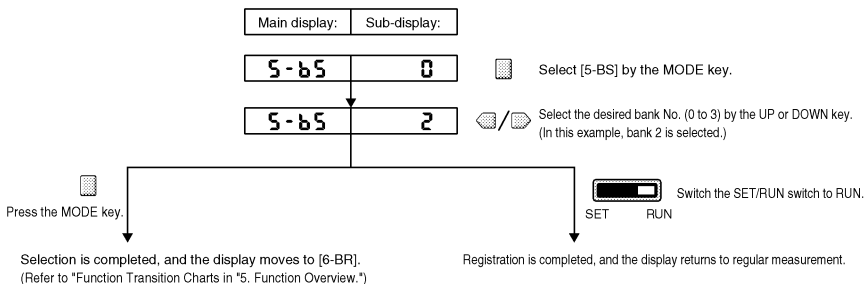 Main display: Sub-display:
5-b5 0
Select [5-BS] by the MODE key.
5-b5 2
Select the desired bank No. (0 to 3) by the UP or DOWN key.
(In this example, bank 2 is selected.)
Press the MODE key.
Switch the SET/RUN switch to RUN.
SET RUN
Selection is completed, and the display moves to [6-BR].
(Refer to "Function Transition Charts in "5. Function Overview.")
Registration is completed, and the display returns to regular measurement.